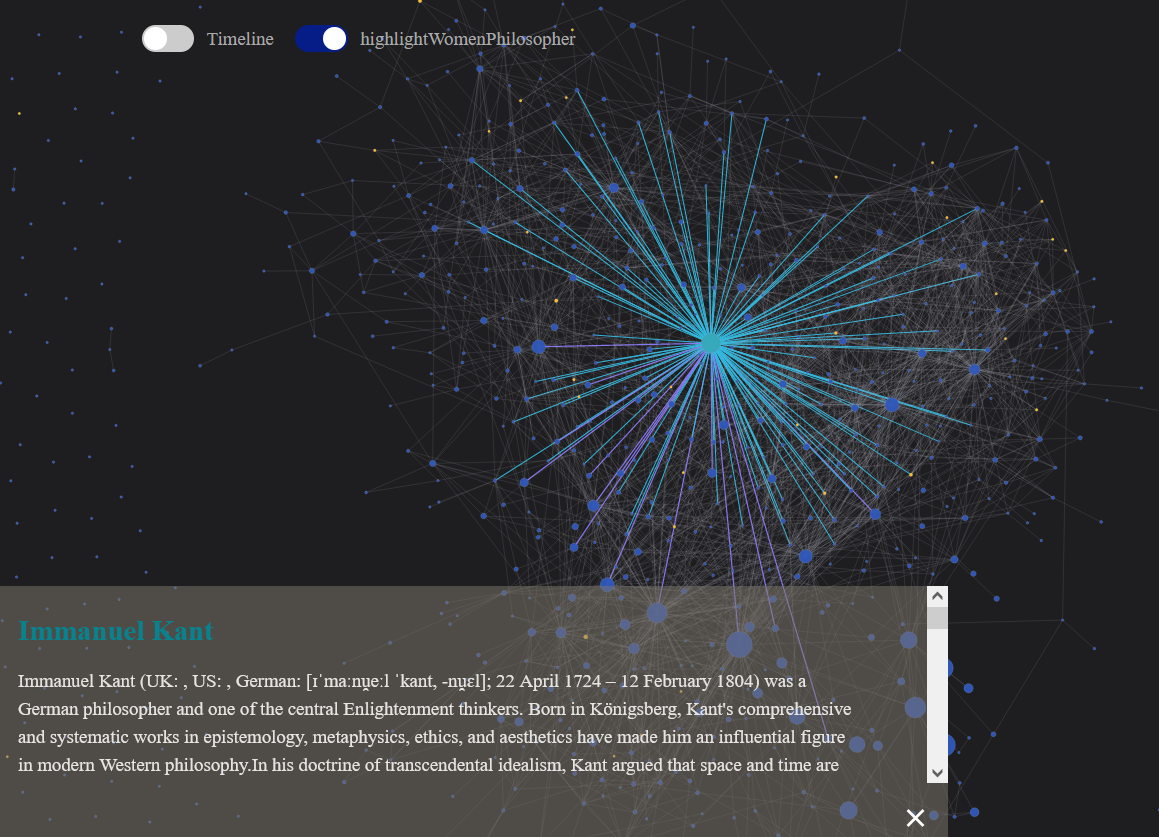 Timeline highlightWomenPhilosopher
Immanuel Kant
Immanuel Kant (UK: , US: , German: [ɪˈmaːnu̯eːl ˈkant, -nu̯ɛl]; 22 April 1724 – 12 February 1804) was a
German philosopher and one of the central Enlightenment thinkers. Born in Königsberg, Kant's comprehensive
and systematic works in epistemology, metaphysics, ethics, and aesthetics have made him an influential figure
in modern Western philosophy.In his doctrine of transcendental idealism, Kant argued that space and time are